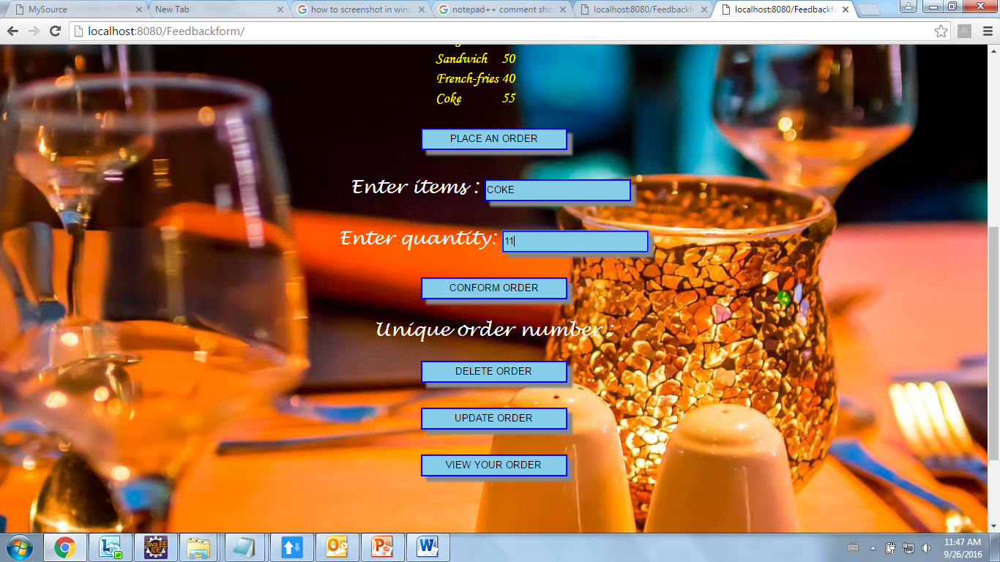 MySource
New Tab
how to screenshot in wind
notepad++ comment sho
localhost:8080/Feedbackf
localhost:8080/Feedbackf
localhost:8080/Feedbackform/
Sandwich 50
French-fries 40
Coke 55
PLACE AN ORDER
Enter items : COKE
Enter quantity: 11
CONFORM ORDER
Unique order number :
DELETE ORDER
UPDATE ORDER
VIEW YOUR ORDER
Java EE
IDE
11:47 AM
9/26/2016